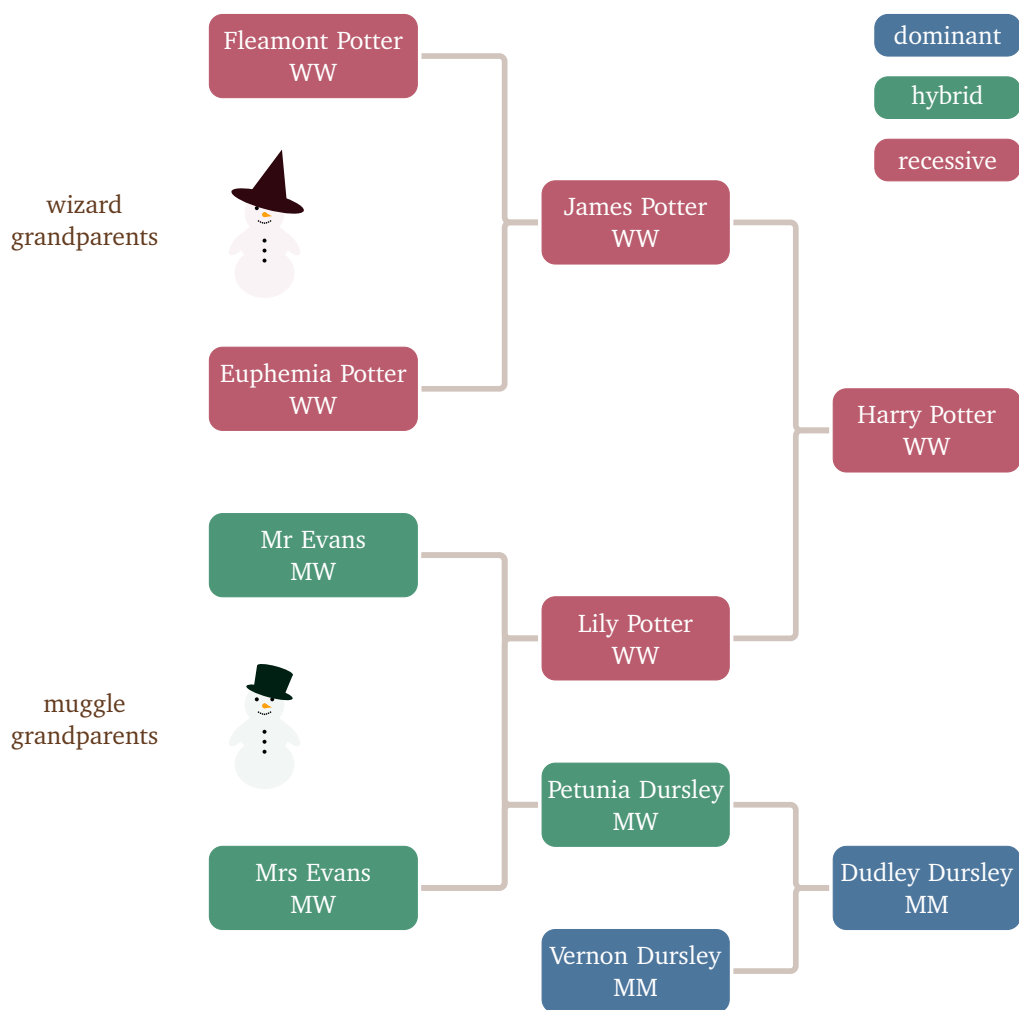 Fleamont Potter
WW
dominant
hybrid
recessive
wizard
grandparents
James Potter
WW
Euphemia Potter
WW
Harry Potter
WW
Mr Evans
MW
Lily Potter
WW
muggle
grandparents
Petunia Dursley
MW
Mrs Evans
MW
Dudley Dursley
MM
Vernon Dursley
MM